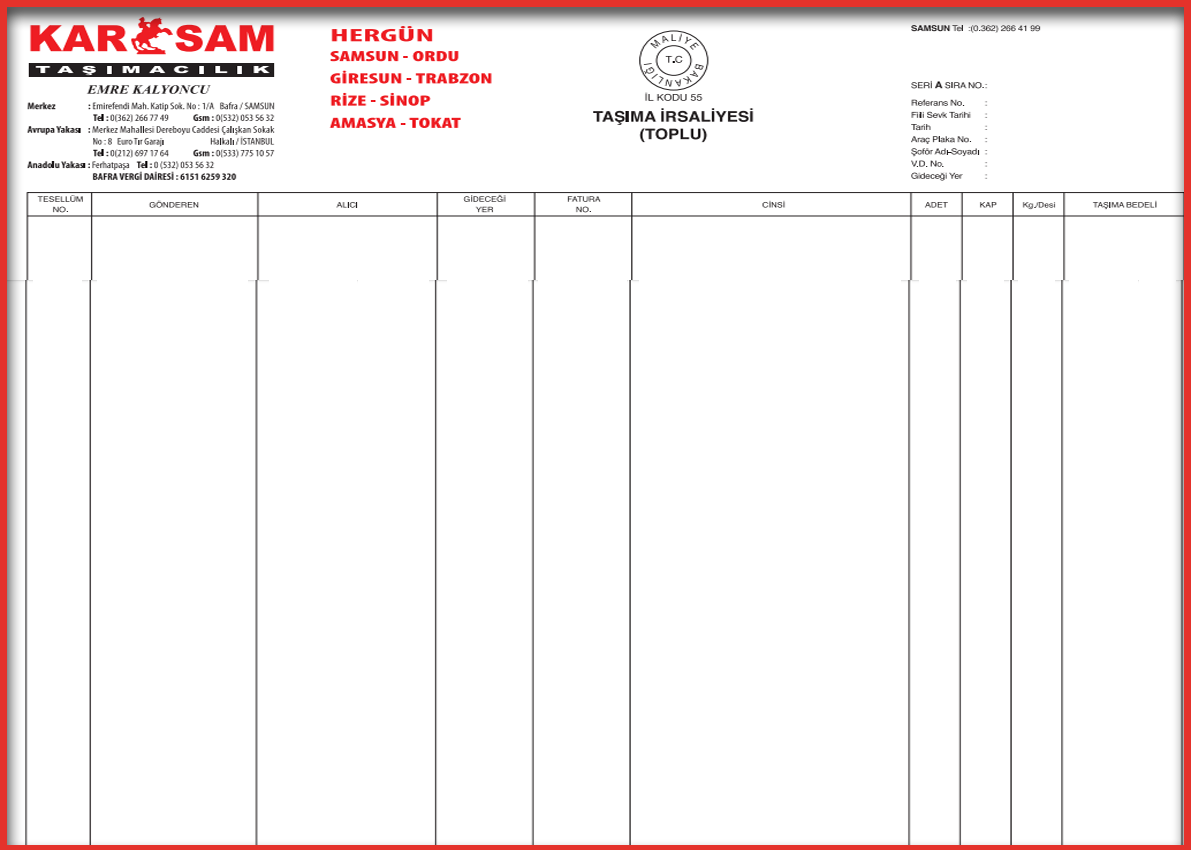 KARSAM
TAŞIMACILIK
EMRE KALYONCU
Merkez : Emirefendi Mah. Katip Sok. No : 1/A Bafra / SAMSUN
Tel : 0(362) 266 77 49 Gsm : 0(532) 053 56 32
Avrupa Yakası : Merkez Mahallesi Dereboyu Caddesi Çalışkan Sokak
No : 8 Euro Tır Garajı Halkalı / İSTANBUL
Tel : 0(212) 697 17 64 Gsm : 0(533) 775 10 57
Anadolu Yakası : Ferhatpaşa Tel : 0 (532) 053 56 32
BAFRA VERGİ DAİRESİ : 6151 6259 320
HERGÜN
SAMSUN - ORDU
GİRESUN - TRABZON
RİZE - SİNOP
AMASYA - TOKAT
MALİYE
T.C
BAKANLIĞI
İL KODU 55
TAŞIMA İRSALİYESİ
(TOPLU)
SAMSUN Tel :(0.362) 266 41 99
SERİ A SIRA NO.:
Referans No. :
Fiili Sevk Tarihi :
Tarih :
Araç Plaka No. :
Şoför Adı-Soyadı :
V.D. No. :
Gideceği Yer :
TESELLÜM NO. GÖNDEREN ALICI GİDECEĞİ YER FATURA NO. CİNSİ ADET KAP Kg./Desi TAŞIMA BEDELİ